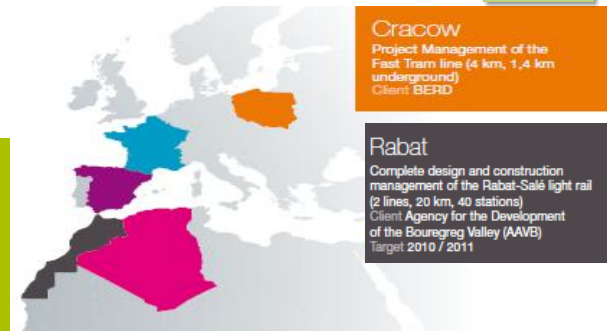 Cracow
Project Management of the
Fast Tram line (4 km, 1,4 km
underground)
Client BERD
Rabat
Complete design and construction
management of the Rabat-Salé light rail
(2 lines, 20 km, 40 stations)
Client Agency for the Development
of the Bouregreg Valley (AAVB)
Target 2010 / 2011